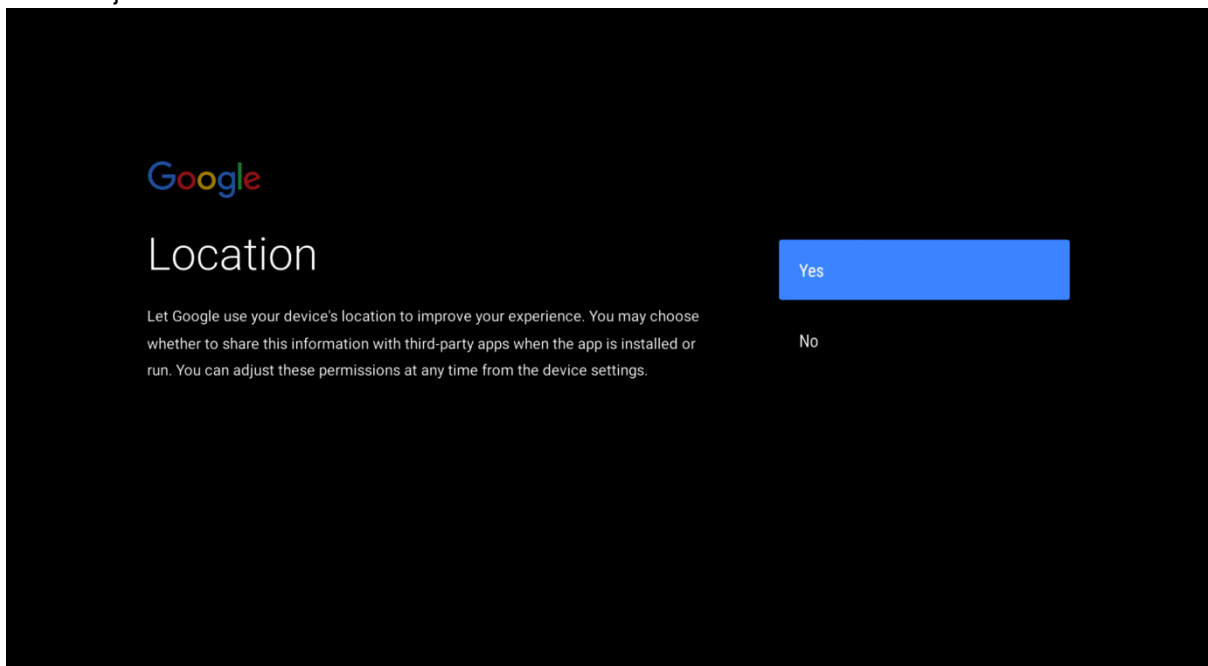 Google
Location
Let Google use your device's location to improve your experience. You may choose
whether to share this information with third-party apps when the app is installed or
run. You can adjust these permissions at any time from the device settings.
Yes
No